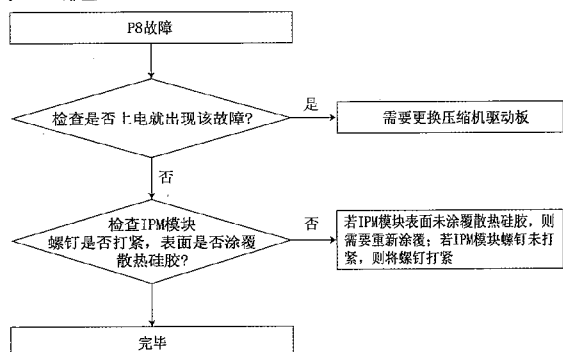 P8故障
检查是否上电就出现该故障?
是
需要更换压缩机驱动板
否
检查IPM模块
螺钉是否打紧，表面是否涂覆
散热硅胶?
否
若IPM模块表面未涂覆散热硅胶，则
需要重新涂覆；若IPM模块螺钉未打
紧，则将螺钉打紧
完毕